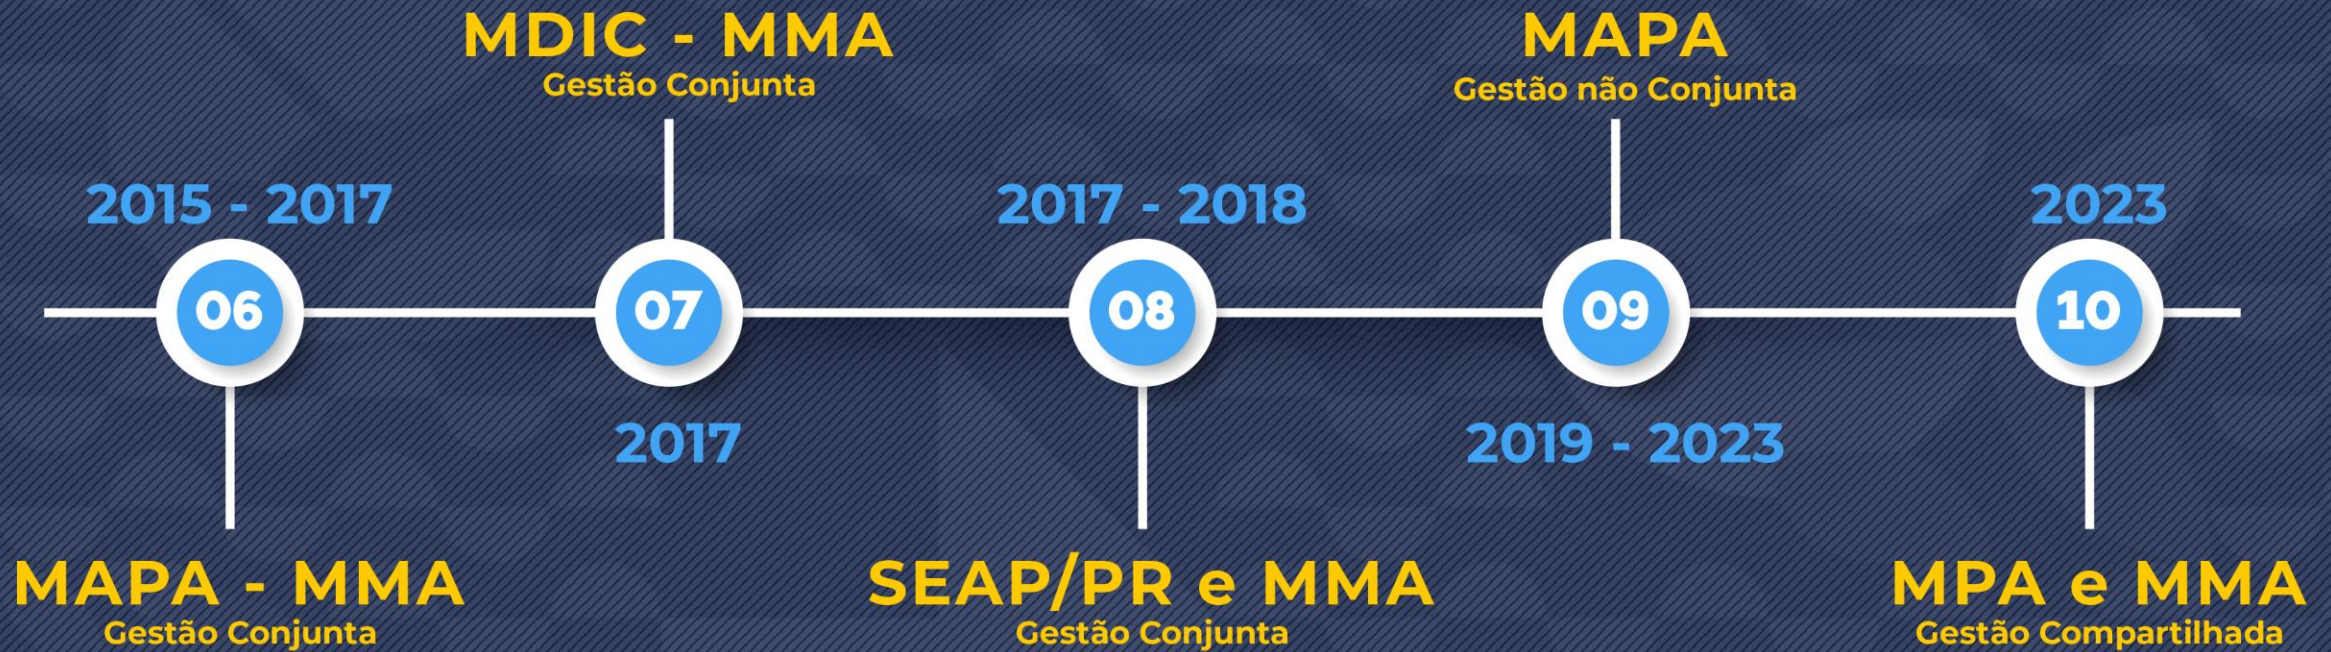 2015 - 2017
06
MAPA - MMA
Gestão Conjunta
MDIC - MMA
Gestão Conjunta
07
2017
2017 - 2018
08
SEAP/PR e MMA
Gestão Conjunta
MAPA
Gestão não Conjunta
09
2019 - 2023
2023
10
MPA e MMA
Gestão Compartilhada